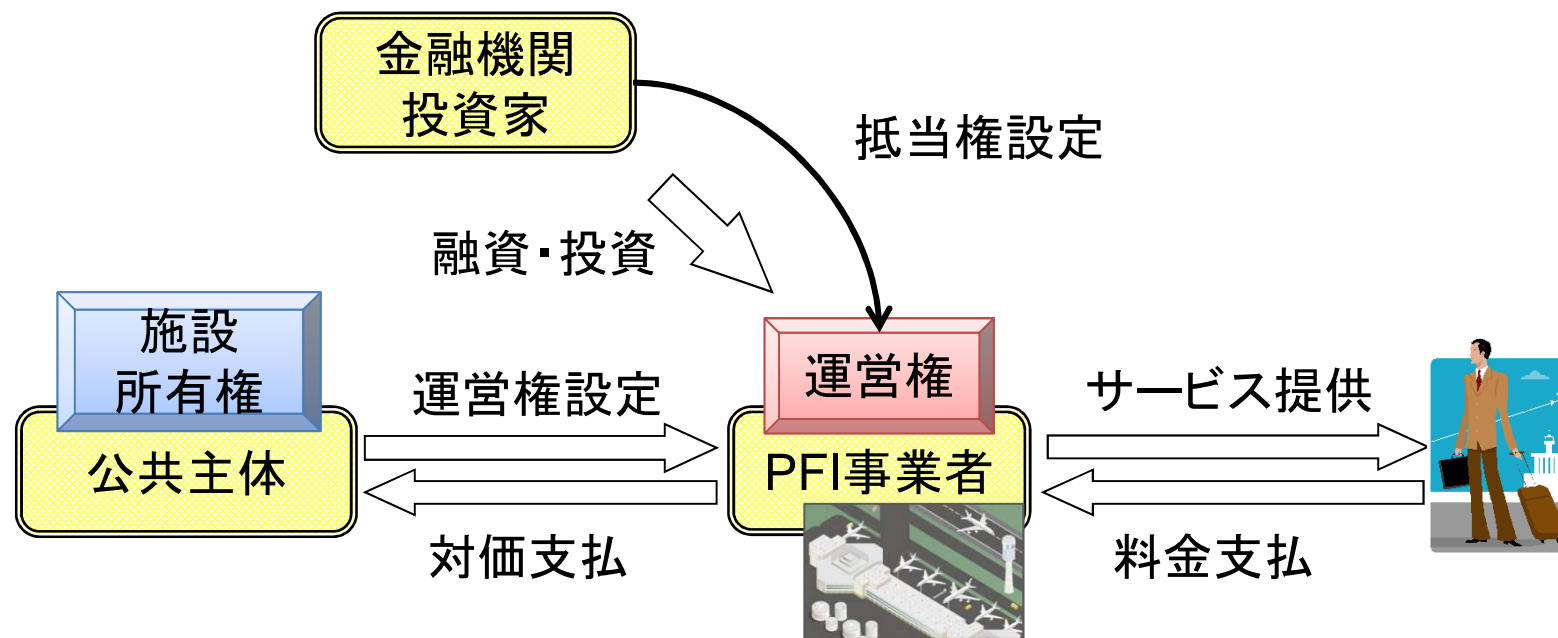 金融機関
投資家
抵当権設定
融資・投資
施設
所有権
運営権
運営権設定
サービス提供
公共主体
PFI事業者
対価支払
料金支払